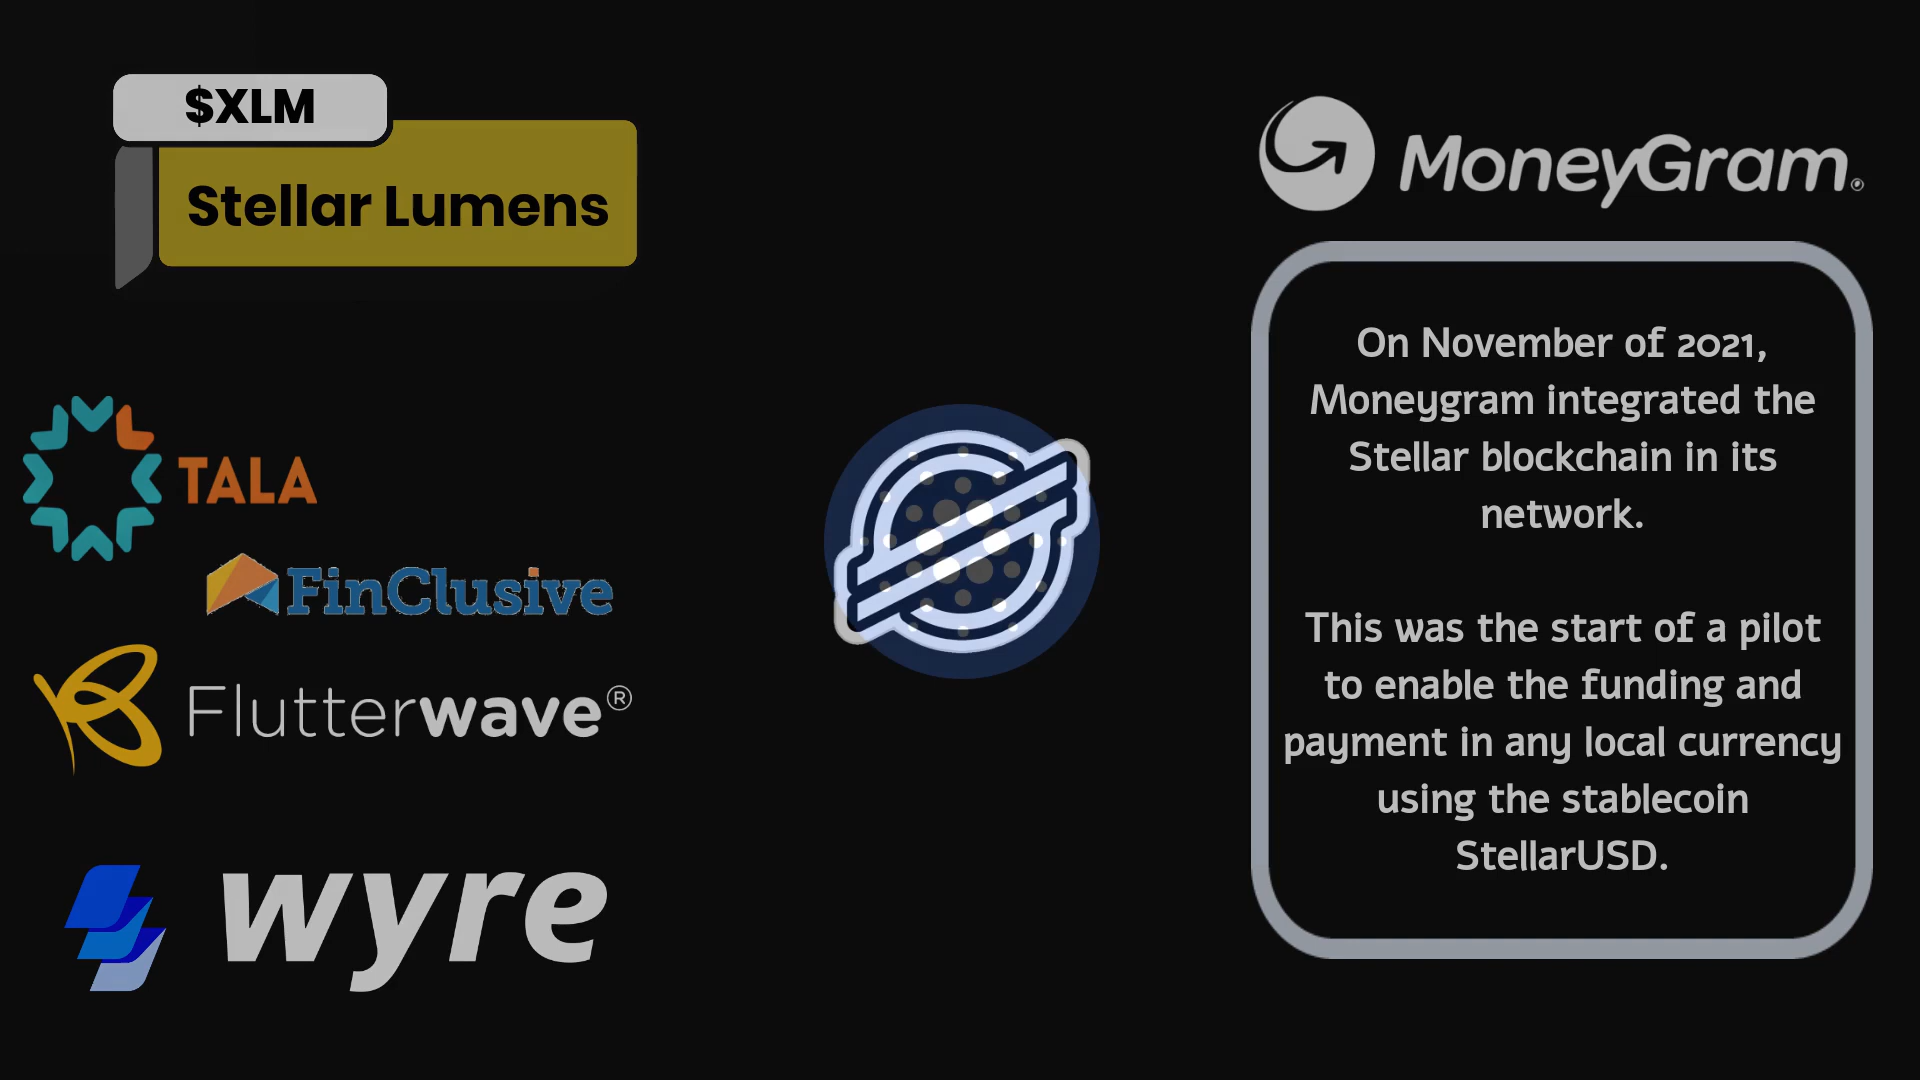 $XLM
Stellar Lumens
TALA
FinClusive
Flutterwave®
wyre
MoneyGram®
On November of 2021,
Moneygram integrated the
Stellar blockchain in its
network.
This was the start of a pilot
to enable the funding and
payment in any local currency
using the stablecoin
StellarUSD.